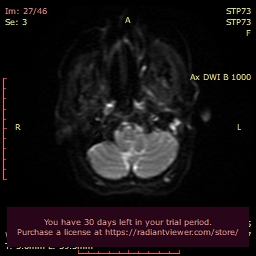 Im: 27/46
Se: 3
A
STP73
STP73
F
Ax DWI B 1000
R
L
You have 30 days left in your trial period.
Purchase a license at https://radiantviewer.com/store/